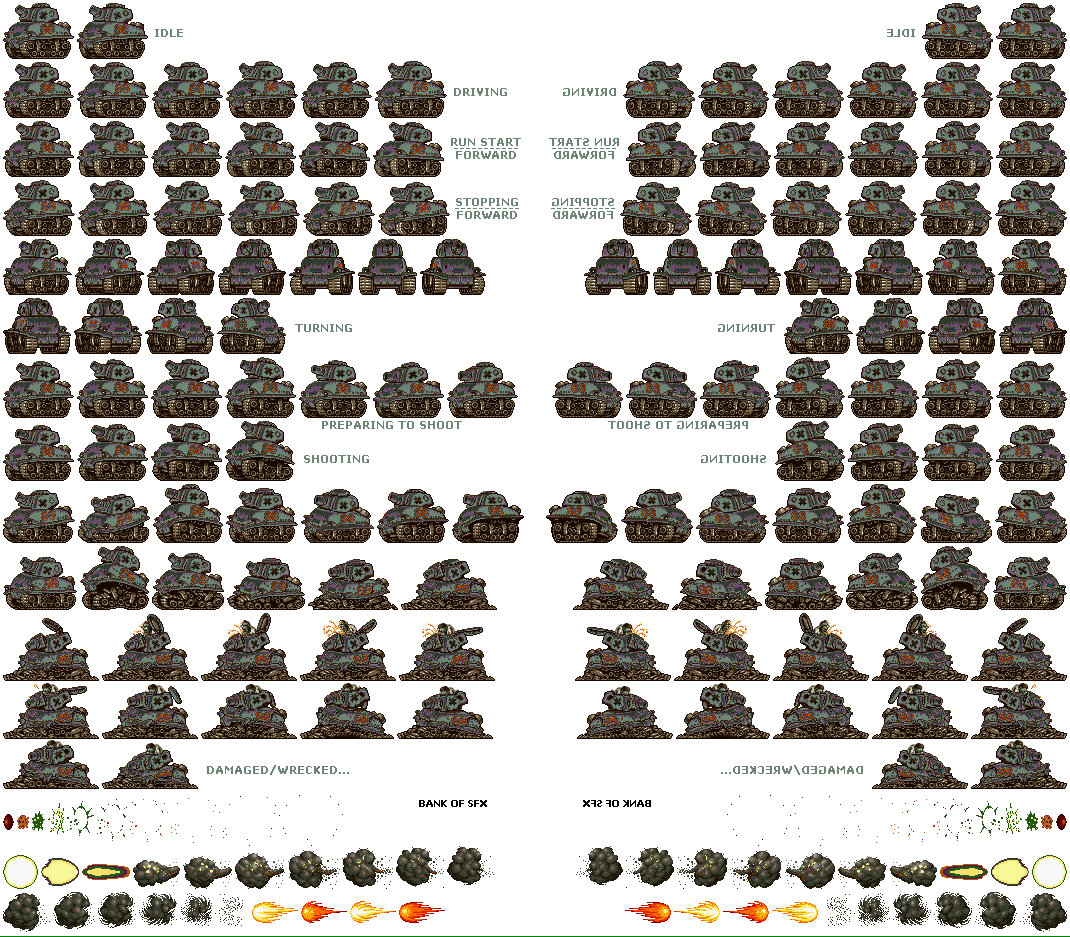 IDLE IDLE
DRIVING DRIVING
RUN START RUN START
FORWARD FORWARD
STOPPING STOPPING
FORWARD FORWARD
TURNING TURNING
PREPARING TO SHOOT PREPARING TO SHOOT
SHOOTING SHOOTING
DAMAGED/WRECKED... DAMAGED/WRECKED...
BANK OF SFX BANK OF SFX